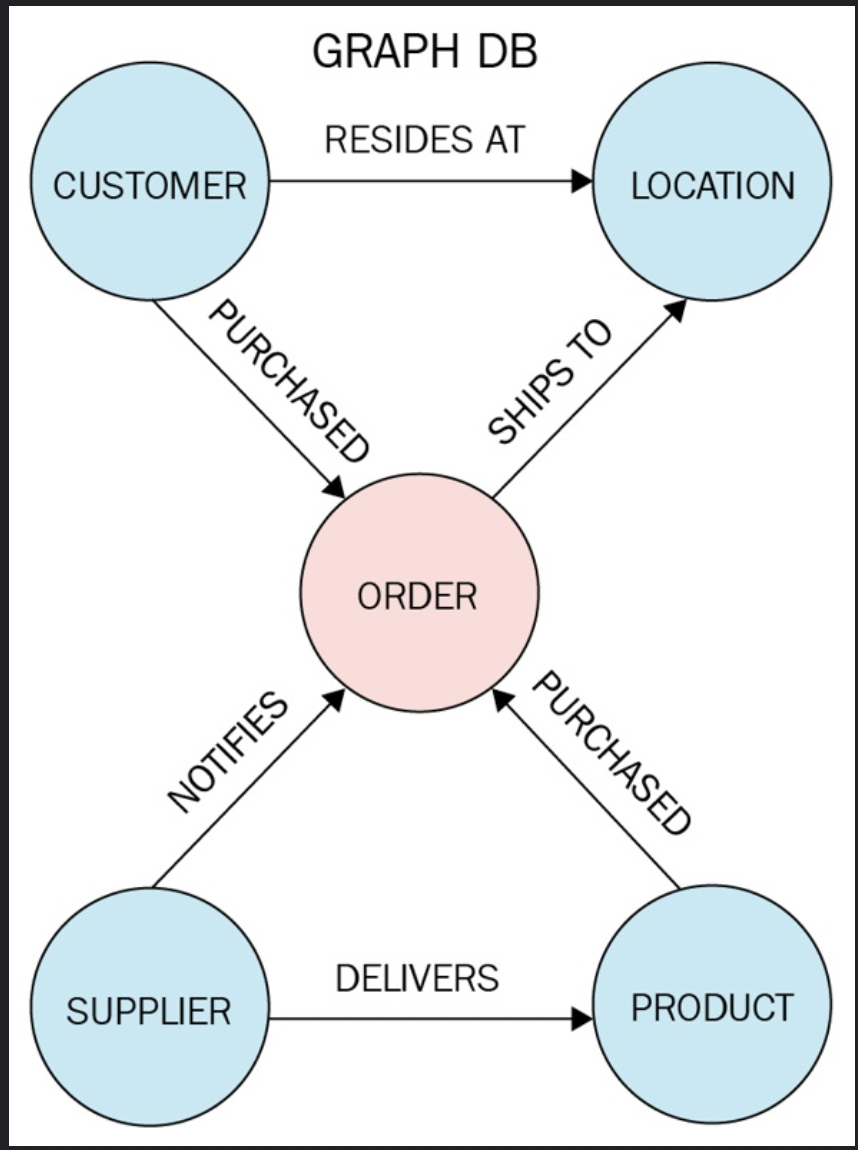 GRAPH DB
CUSTOMER
RESIDES AT
LOCATION
PURCHASED
SHIPS TO
ORDER
NOTIFIES
PURCHASED
SUPPLIER
DELIVERS
PRODUCT